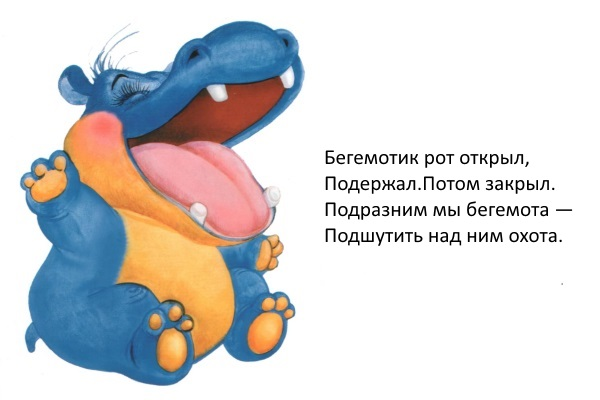 Бегемотик рот открыл,
Подержал.Потом закрыл.
Подразним мы бегемота —
Подшутить над ним охота.